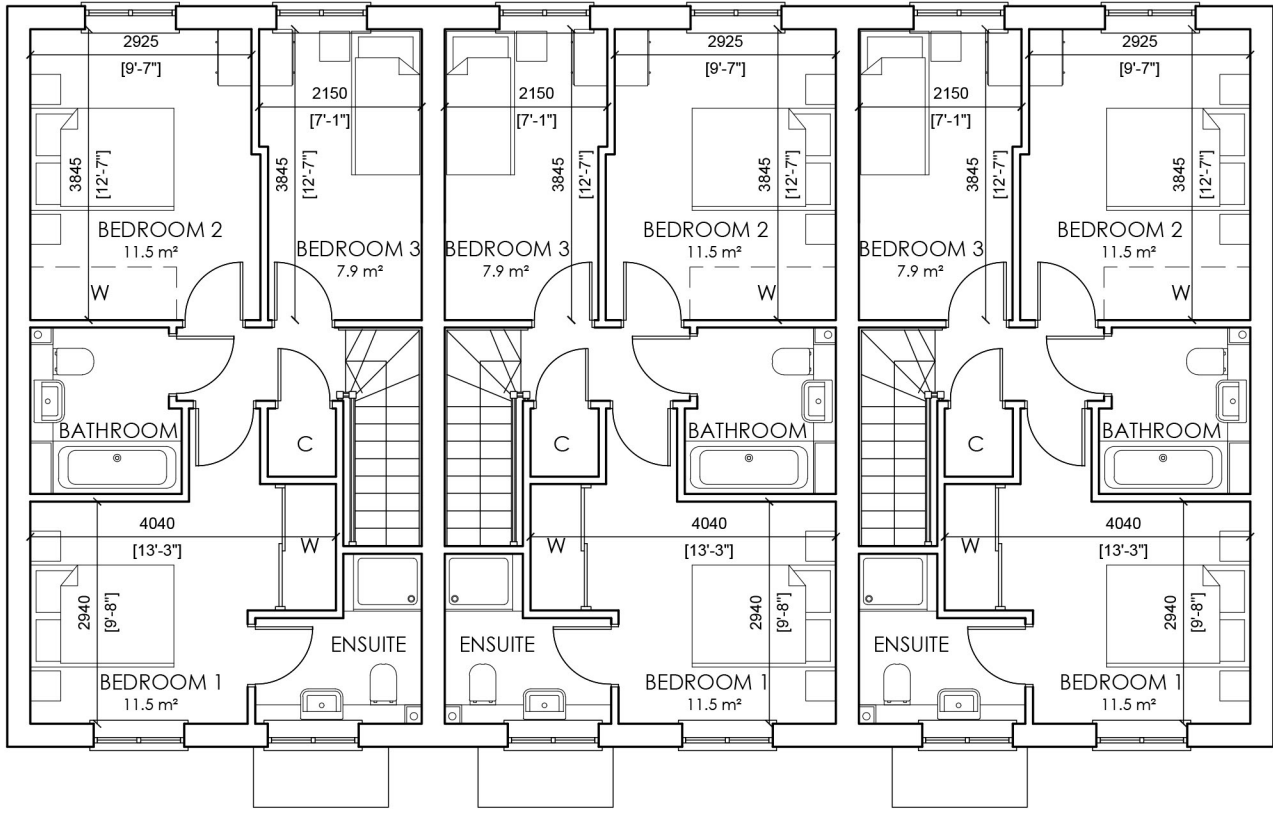 2925
[9'-7"]
2150
[7'-1"]
3845
[12'-7"]
3845
[12'-7"]
BEDROOM 2
11.5 m²
BEDROOM 3
7.9 m²
W
BATHROOM
C
4040
[13'-3"]
W
2940
[9'-8"]
ENSUITE
BEDROOM 1
11.5 m²
2150
[7'-1"]
2925
[9'-7"]
3845
[12'-7"]
3845
[12'-7"]
BEDROOM 3
7.9 m²
BEDROOM 2
11.5 m²
W
C
BATHROOM
W
4040
[13'-3"]
2940
[9'-8"]
ENSUITE
BEDROOM 1
11.5 m²
2150
[7'-1"]
2925
[9'-7"]
3845
[12'-7"]
3845
[12'-7"]
BEDROOM 3
7.9 m²
BEDROOM 2
11.5 m²
W
C
BATHROOM
W
4040
[13'-3"]
2940
[9'-8"]
ENSUITE
BEDROOM 1
11.5 m²